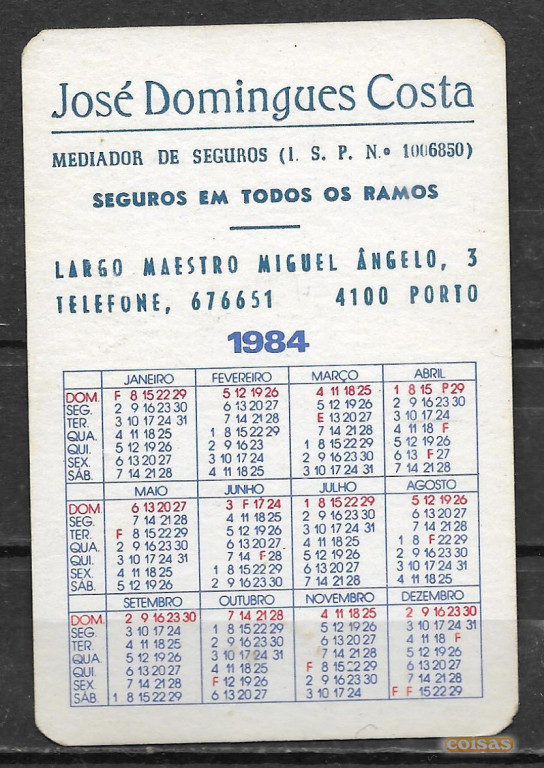 José Domingues Costa
MEDIADOR DE SEGUROS (I. S. P. N.º 1006850)
SEGUROS EM TODOS OS RAMOS
LARGO MAESTRO MIGUEL ÂNGELO, 3
TELEFONE, 676651 4100 PORTO
1984
JANEIRO FEVEREIRO MARÇO ABRIL
DOM. F 8 15 22 29 5 12 19 26 4 11 18 25 1 8 15 P 29
SEG. 2 9 16 23 30 6 13 20 27 5 12 19 26 2 9 16 23 30
TER. 3 10 17 24 31 7 14 21 28 E 13 20 27 3 10 17 24
QUA. 4 11 18 25 1 8 15 22 29 7 14 21 28 4 11 18 F
QUI. 5 12 19 26 2 9 16 23 1 8 15 22 29 5 12 19 26
SEX. 6 13 20 27 3 10 17 24 2 9 16 23 30 6 13 F 27
SÁB. 7 14 21 28 4 11 18 25 3 10 17 24 31 7 14 21 28
MAIO JUNHO JULHO AGOSTO
DOM. 6 13 20 27 3 F 17 24 1 8 15 22 29 5 12 19 26
SEG. 7 14 21 28 4 11 18 25 2 9 16 23 30 6 13 20 27
TER. F 8 15 22 29 5 12 19 26 3 10 17 24 31 7 14 21 28
QUA. 2 9 16 23 30 6 13 20 27 4 11 18 25 1 8 F 22 29
QUI. 3 10 17 24 31 7 14 F 28 5 12 19 26 2 9 16 23 30
SEX. 4 11 18 25 1 8 15 22 29 6 13 20 27 3 10 17 24 31
SÁB. 5 12 19 26 2 9 16 23 30 7 14 21 28 4 11 18 25
SETEMBRO OUTUBRO NOVEMBRO DEZEMBRO
DOM. 2 9 16 23 30 7 14 21 28 4 11 18 25 2 9 16 23 30
SEG. 3 10 17 24 1 8 15 22 29 5 12 19 26 3 10 17 24 31
TER. 4 11 18 25 2 9 16 23 30 6 13 20 27 4 11 18 F
QUA. 5 12 19 26 3 10 17 24 31 7 14 21 28 5 12 19 26
QUI. 6 13 20 27 4 11 18 25 F 8 15 22 29 6 13 20 27
SEX. 7 14 21 28 F 12 19 26 2 9 16 23 30 7 14 21 28
SÁB. 1 8 15 22 29 6 13 20 27 3 10 17 24 F F 15 22 29
coisas